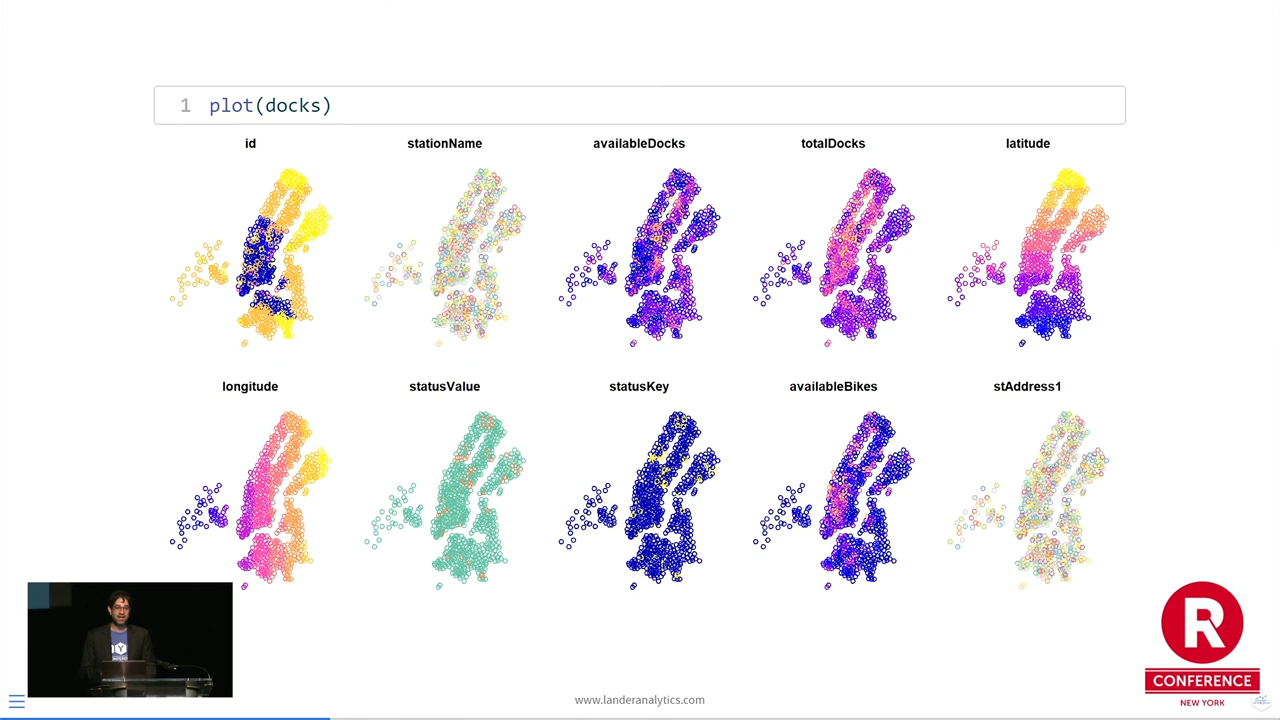 1 plot(docks)
id stationName availableDocks totalDocks latitude
longitude statusValue statusKey availableBikes stAddress1
R
CONFERENCE
NEW YORK
www.landeranalytics.com